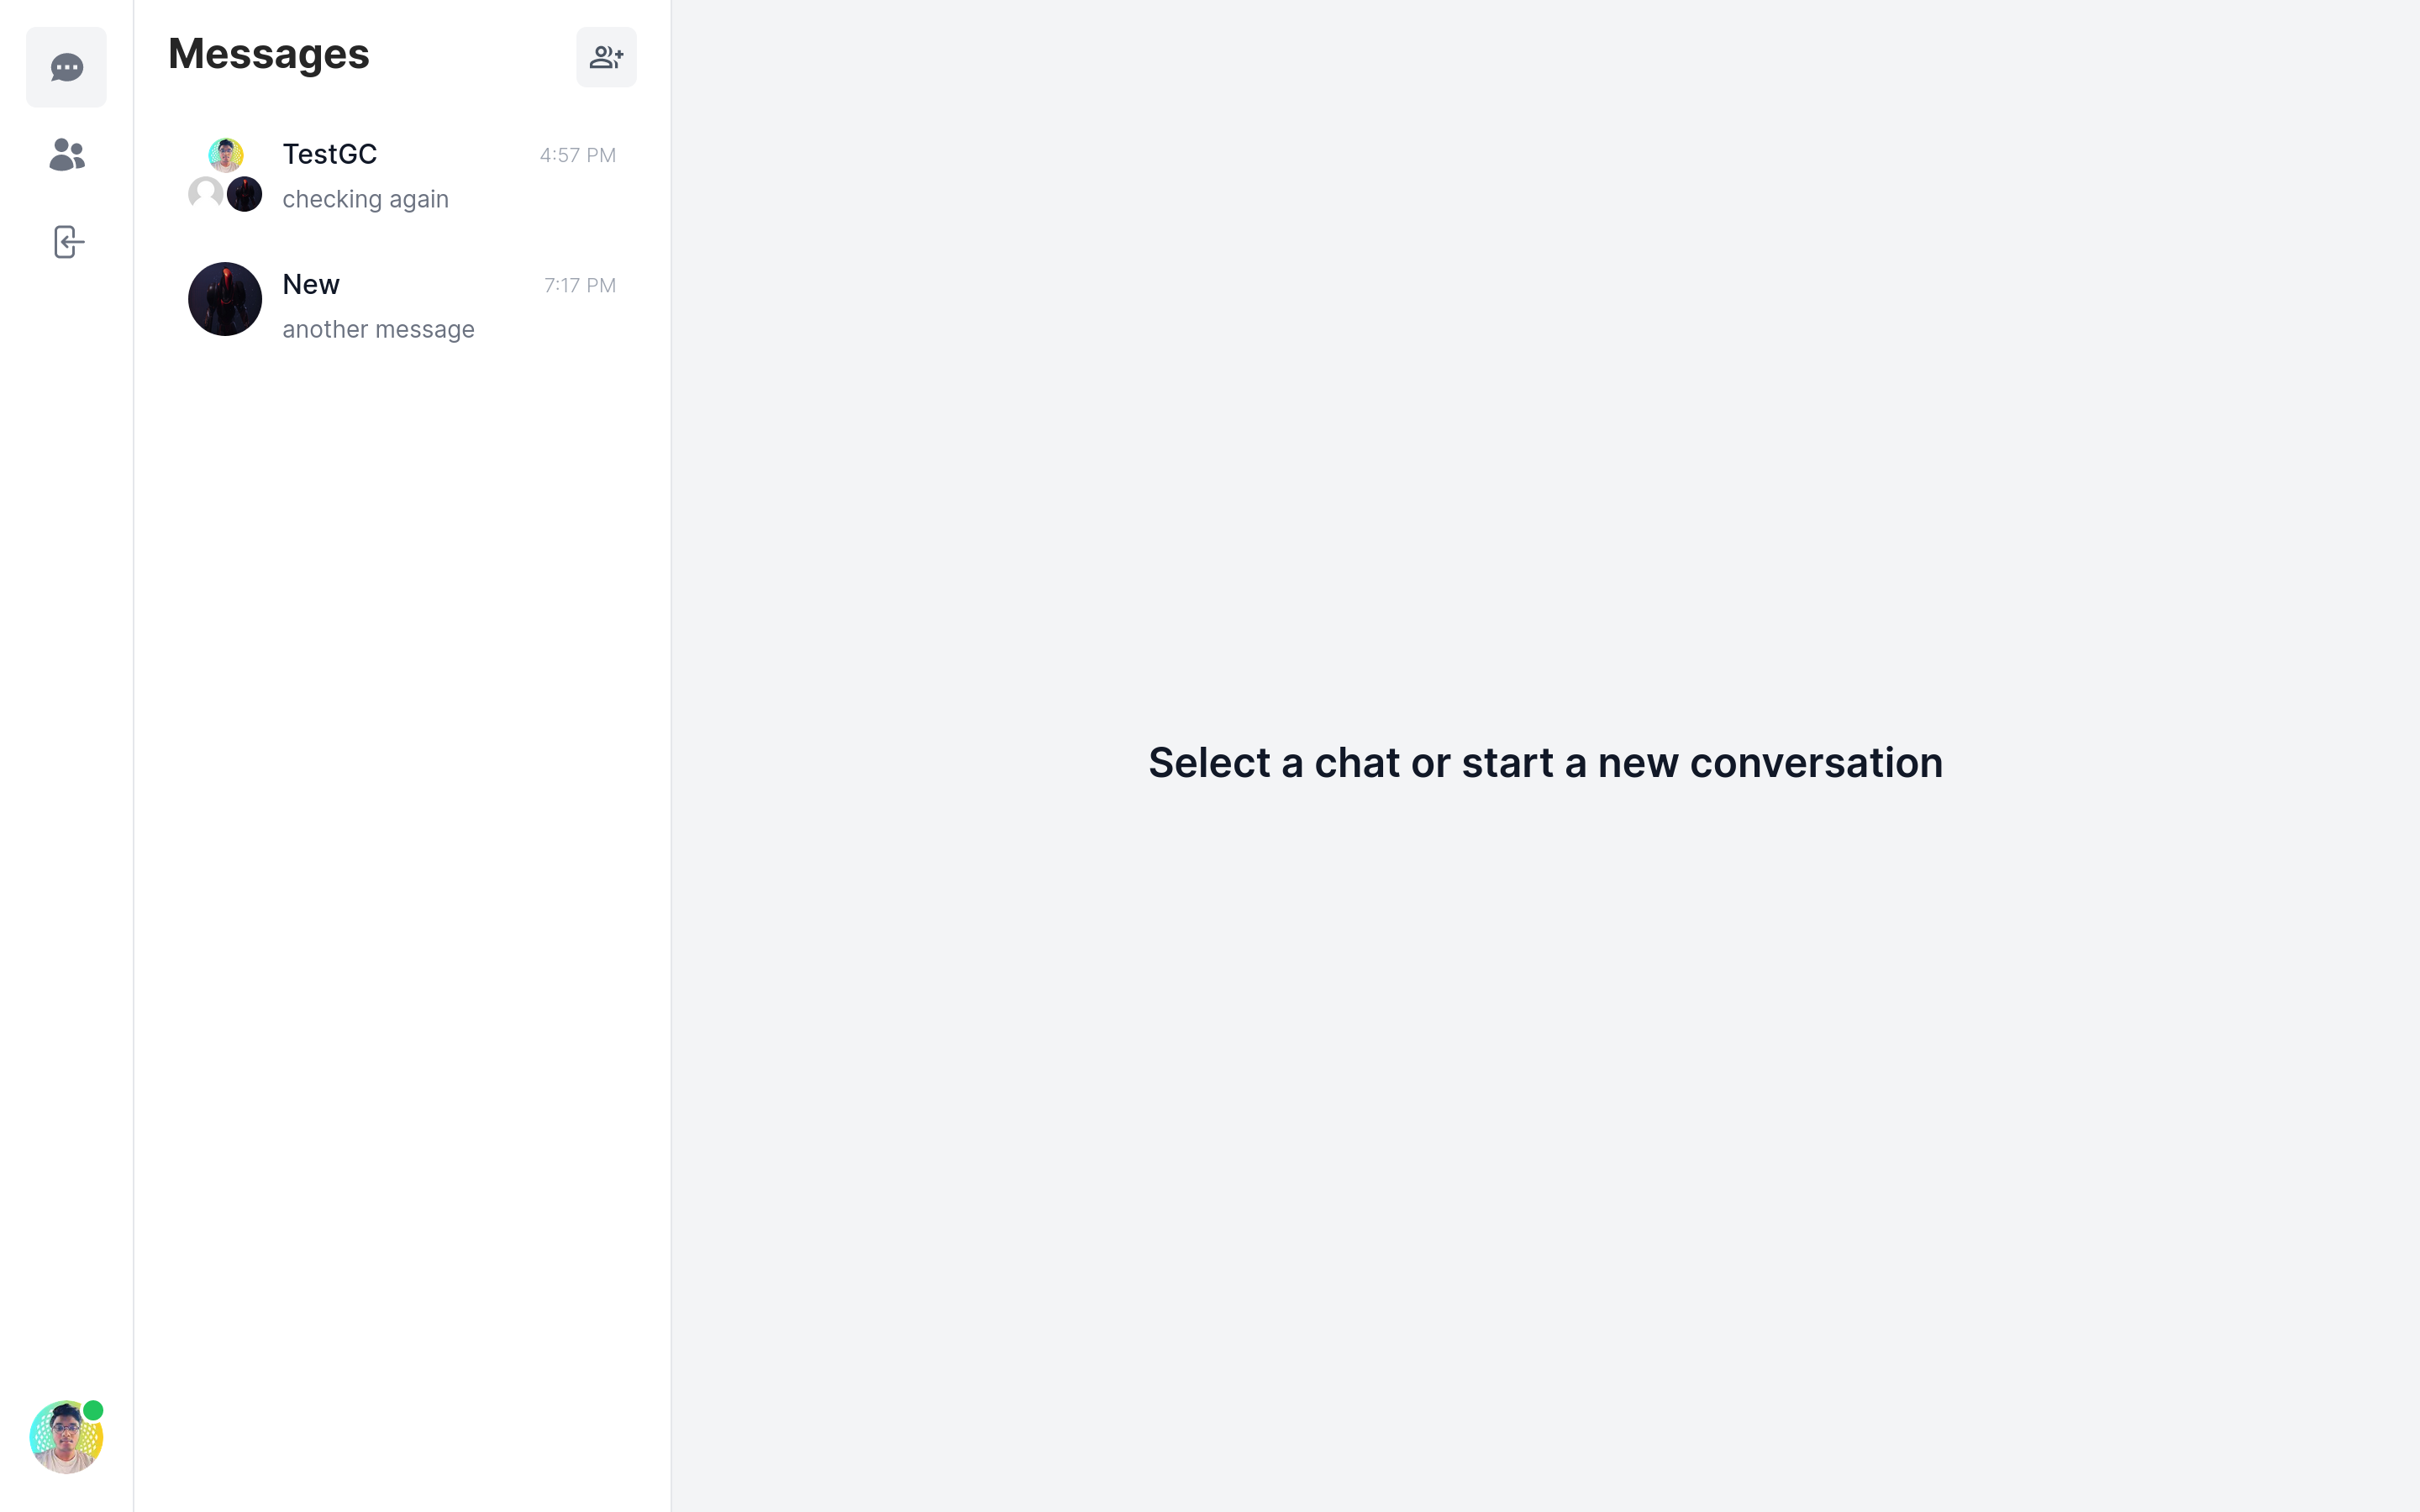 Messages
TestGC
4:57 PM
checking again
New
7:17 PM
another message
Select a chat or start a new conversation